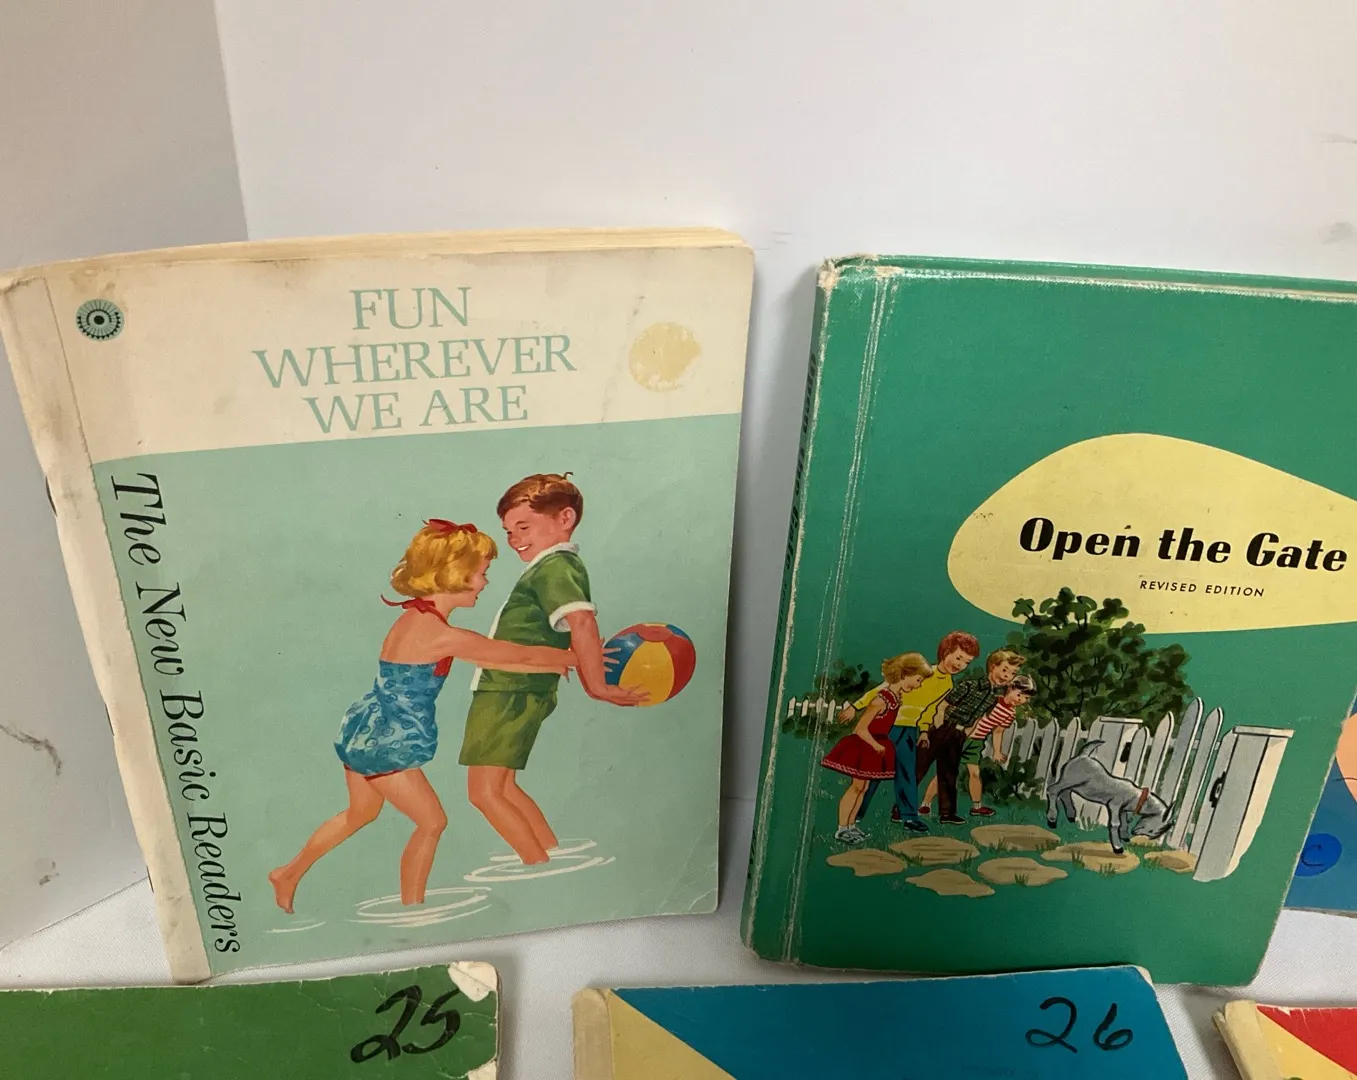 FUN
WHEREVER
WE ARE
The New Basic Readers
Open the Gate
REVISED EDITION
25
26
C